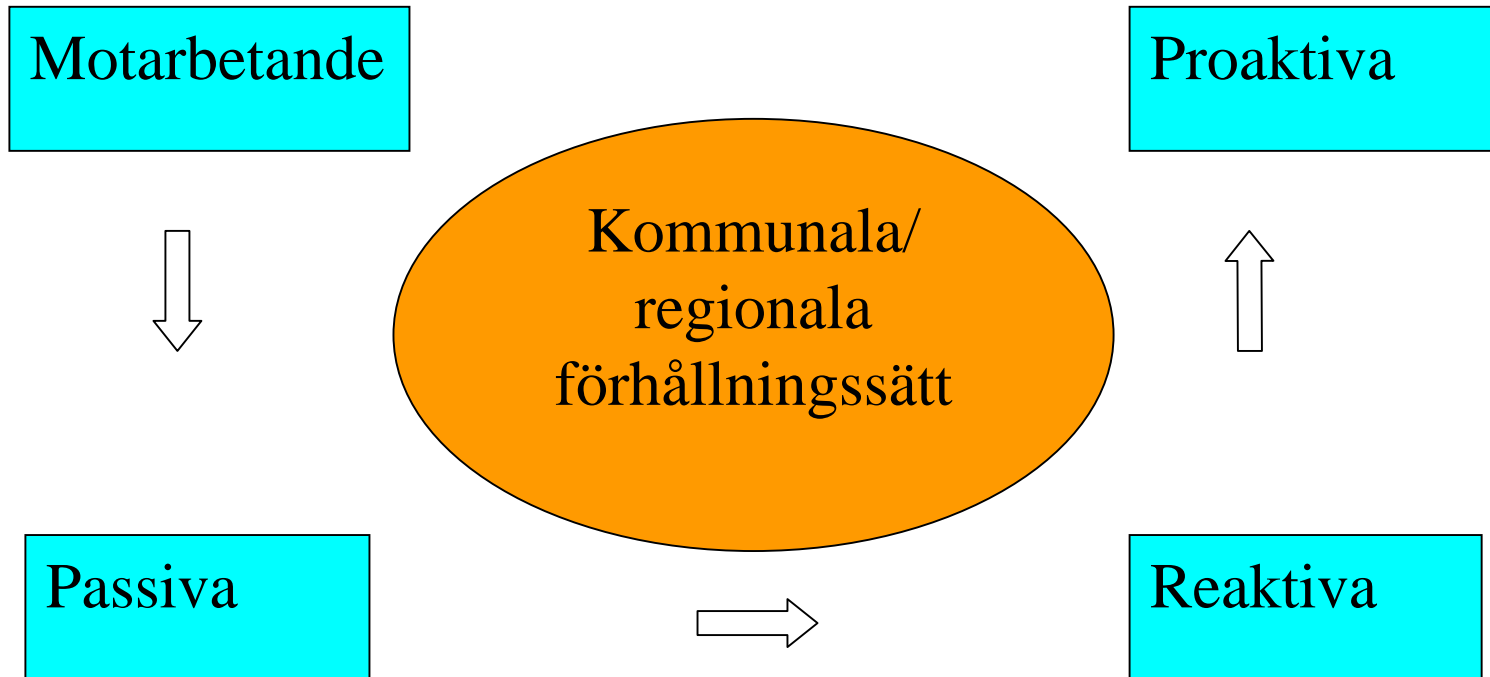 Motarbetande
Proaktiva
Kommunala/
regionala
förhållningssätt
Passiva
Reaktiva